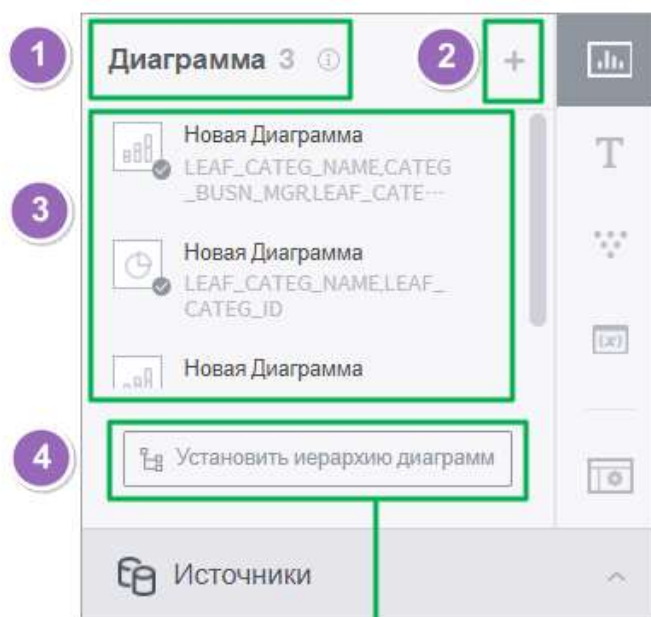 1
Диаграмма 3
2
+
T
3
Новая Диаграмма
LEAF_CATEG_NAME,CATEG
_BUSN_MGR,LEAF_CATE···
Новая Диаграмма
LEAF_CATEG_NAME,LEAF_
CATEG_ID
(x)
Новая Диаграмма
4
Установить иерархию диаграмм
Источники